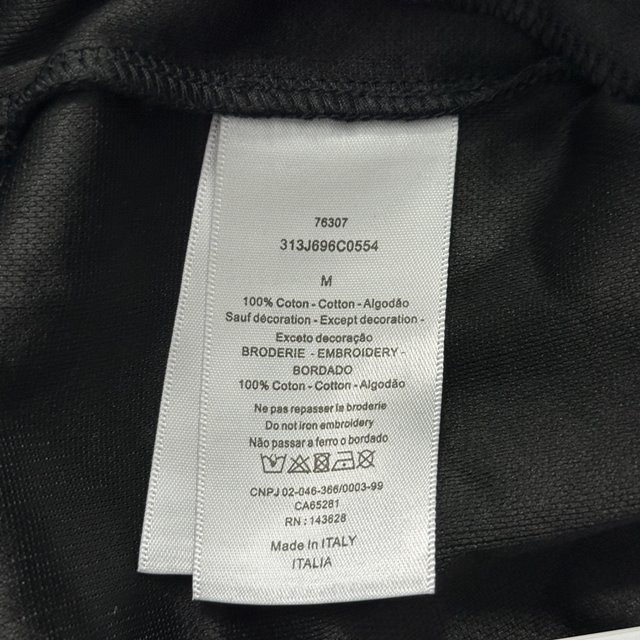 76307
313J696C0554
M
100% Coton - Cotton - Algodão
Sauf décoration - Except decoration -
Exceto decoração
BRODERIE - EMBROIDERY -
BORDADO
100% Coton - Cotton - Algodão
Ne pas repasser la broderie
Do not iron embroidery
Não passar a ferro o bordado
CNPJ 02-046-366/0003-99
CA65281
RN : 143628
Made in ITALY
ITALIA